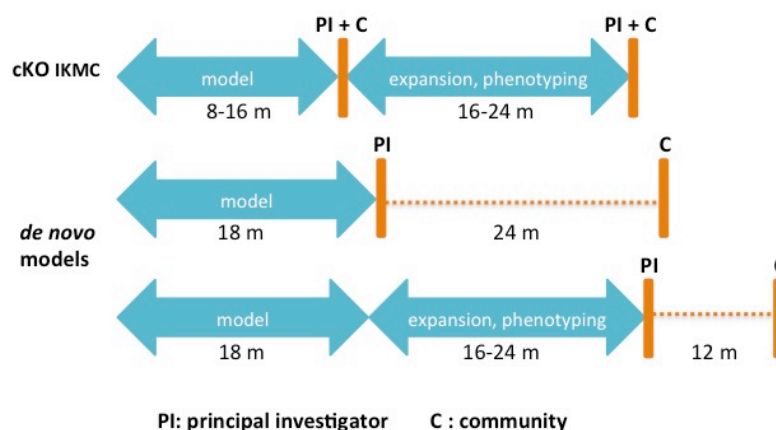 PI + C PI + C
cKO IKMC
model expansion, phenotyping
8-16 m 16-24 m
PI C
model
18 m 24 m
de novo
models
PI
model expansion, phenotyping
18 m 16-24 m 12 m
PI: principal investigator C : community